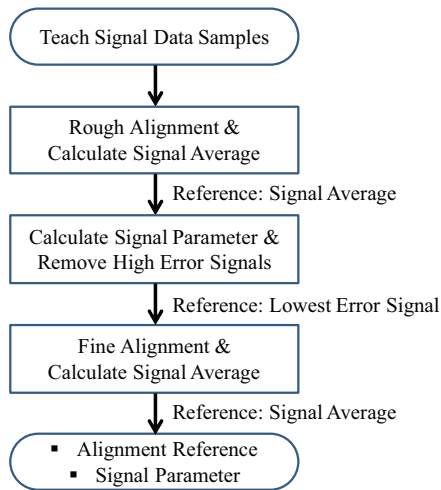 Teach Signal Data Samples
Rough Alignment &
Calculate Signal Average
Reference: Signal Average
Calculate Signal Parameter &
Remove High Error Signals
Reference: Lowest Error Signal
Fine Alignment &
Calculate Signal Average
Reference: Signal Average
▪ Alignment Reference
▪ Signal Parameter